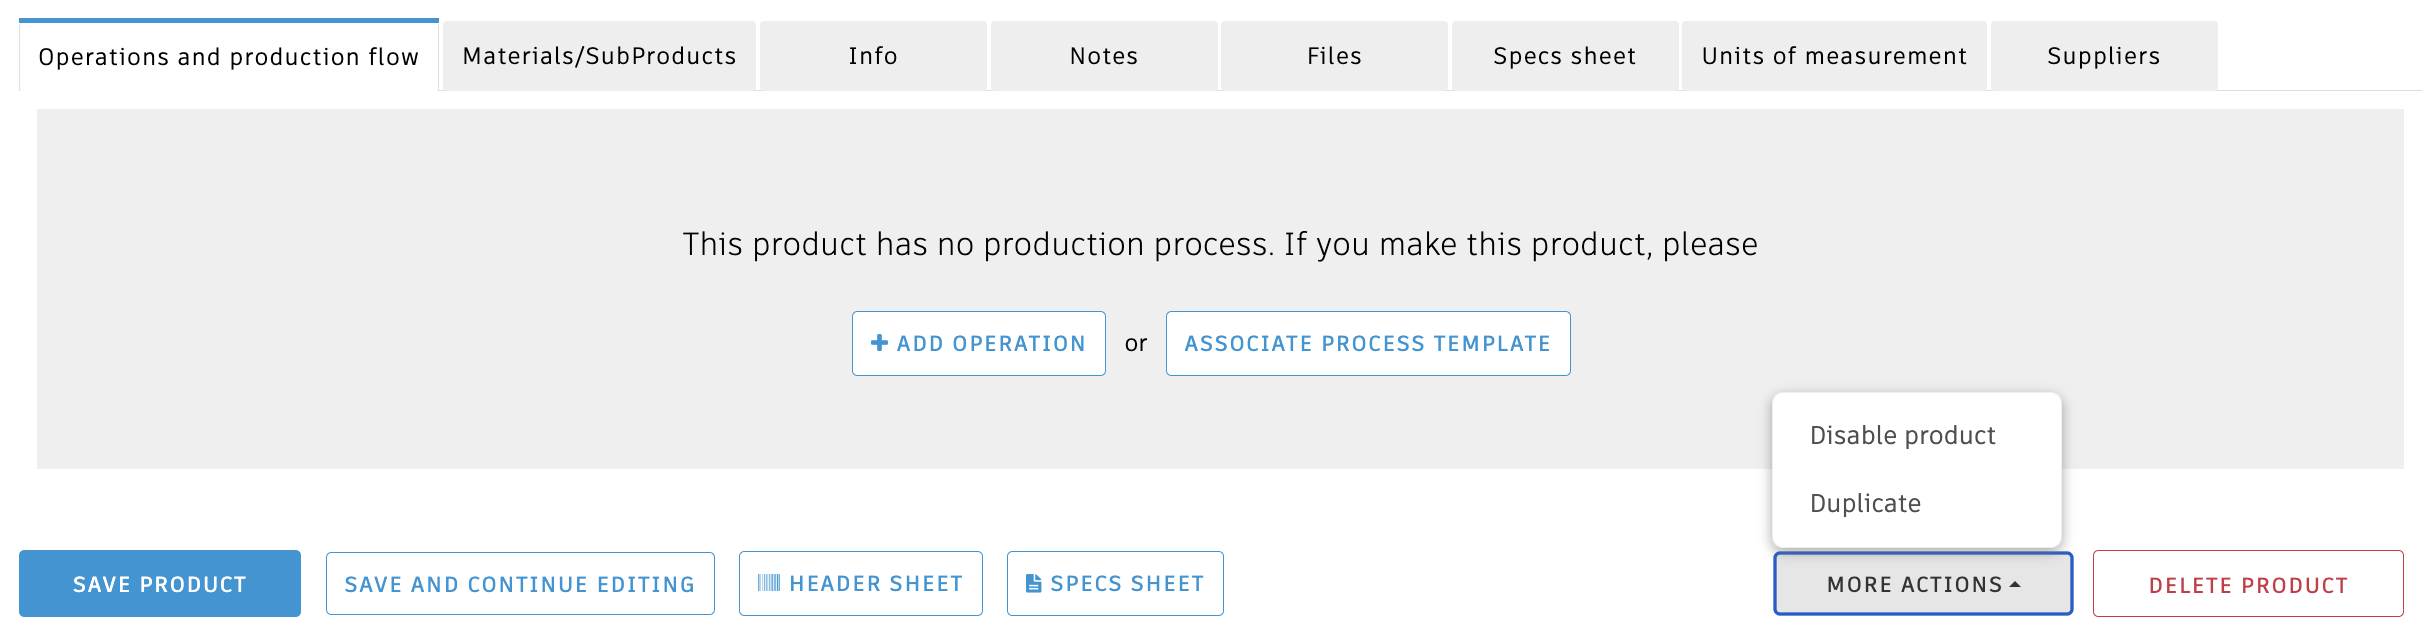 Operations and production flow
Materials/SubProducts
Info
Notes
Files
Specs sheet
Units of measurement
Suppliers
This product has no production process. If you make this product, please
ADD OPERATION or ASSOCIATE PROCESS TEMPLATE
Disable product
Duplicate
SAVE PRODUCT
SAVE AND CONTINUE EDITING
HEADER SHEET
SPECS SHEET
MORE ACTIONS
DELETE PRODUCT